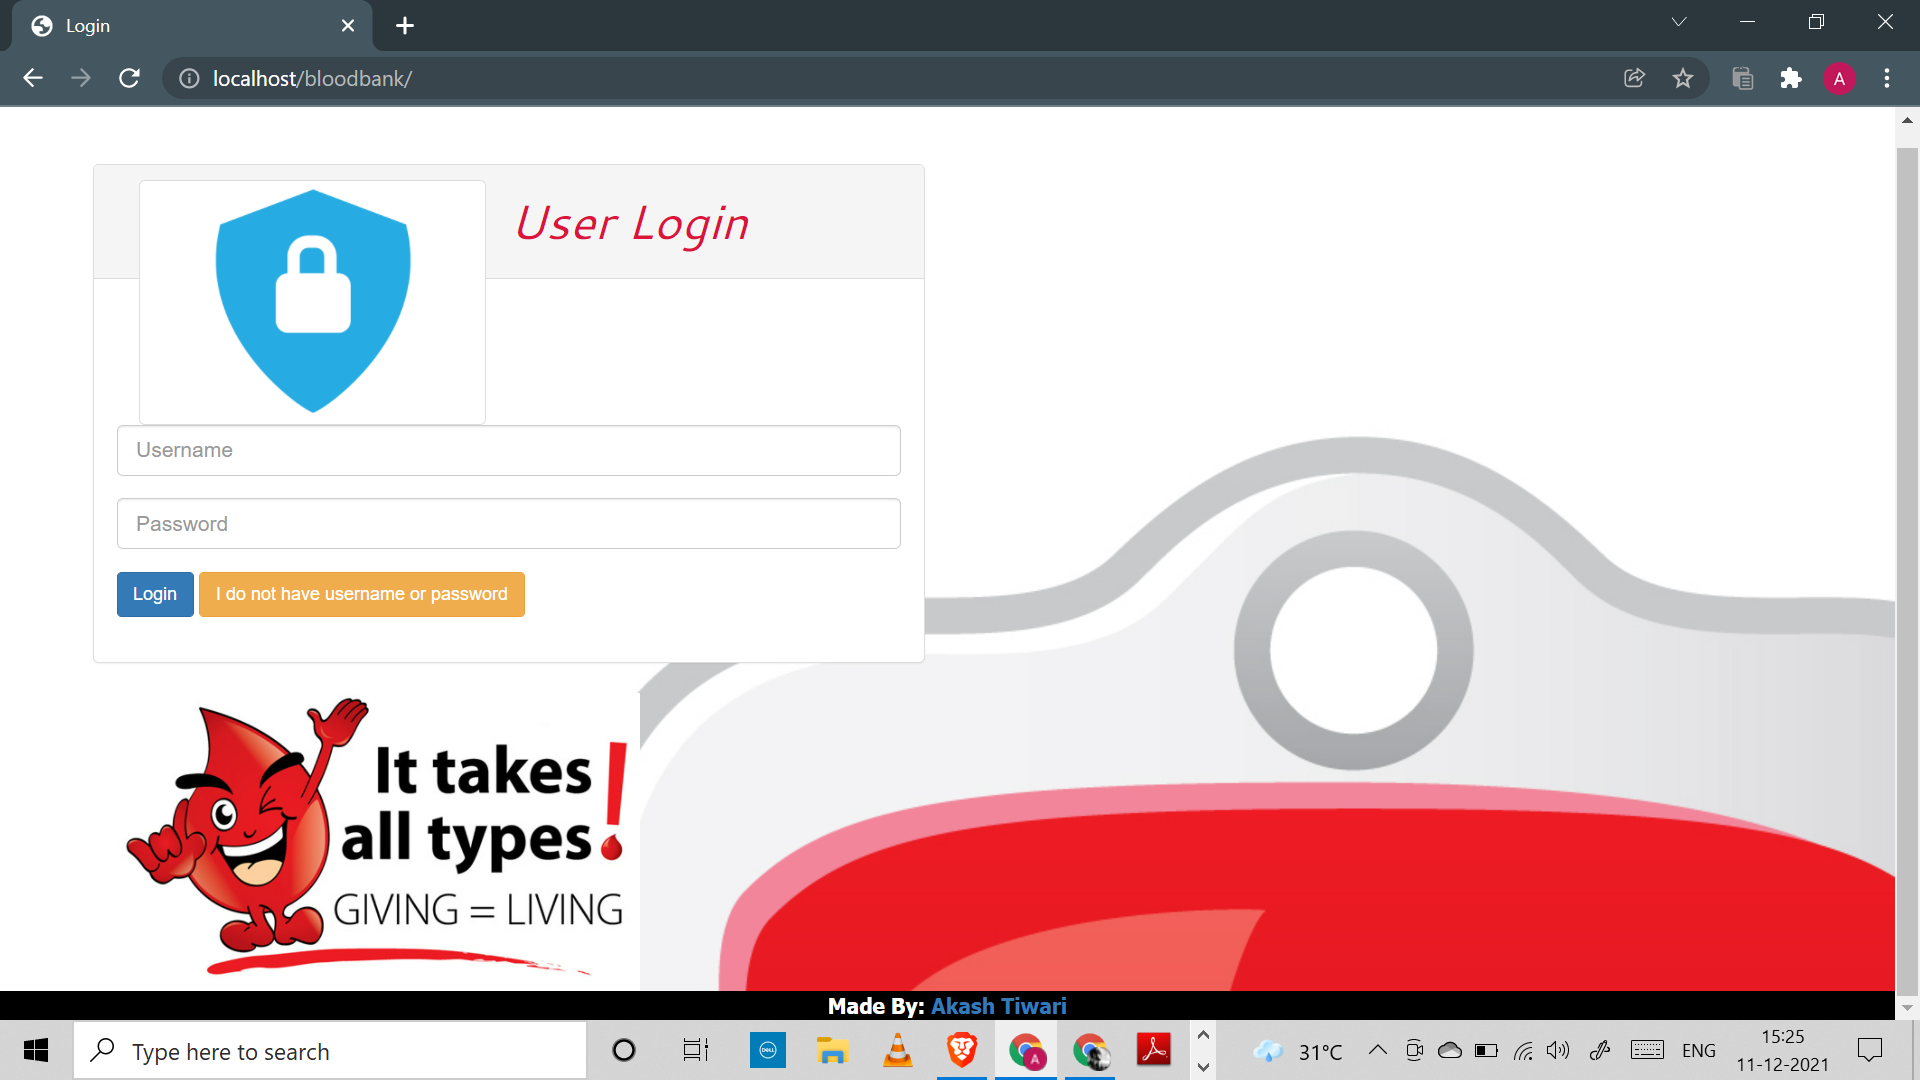 Login
localhost/bloodbank/
A
User Login
Username
Password
Login I do not have username or password
It takes
all types!
GIVING = LIVING
Made By: Akash Tiwari
Type here to search
DELL
A
31°C
ENG
15:25
11-12-2021